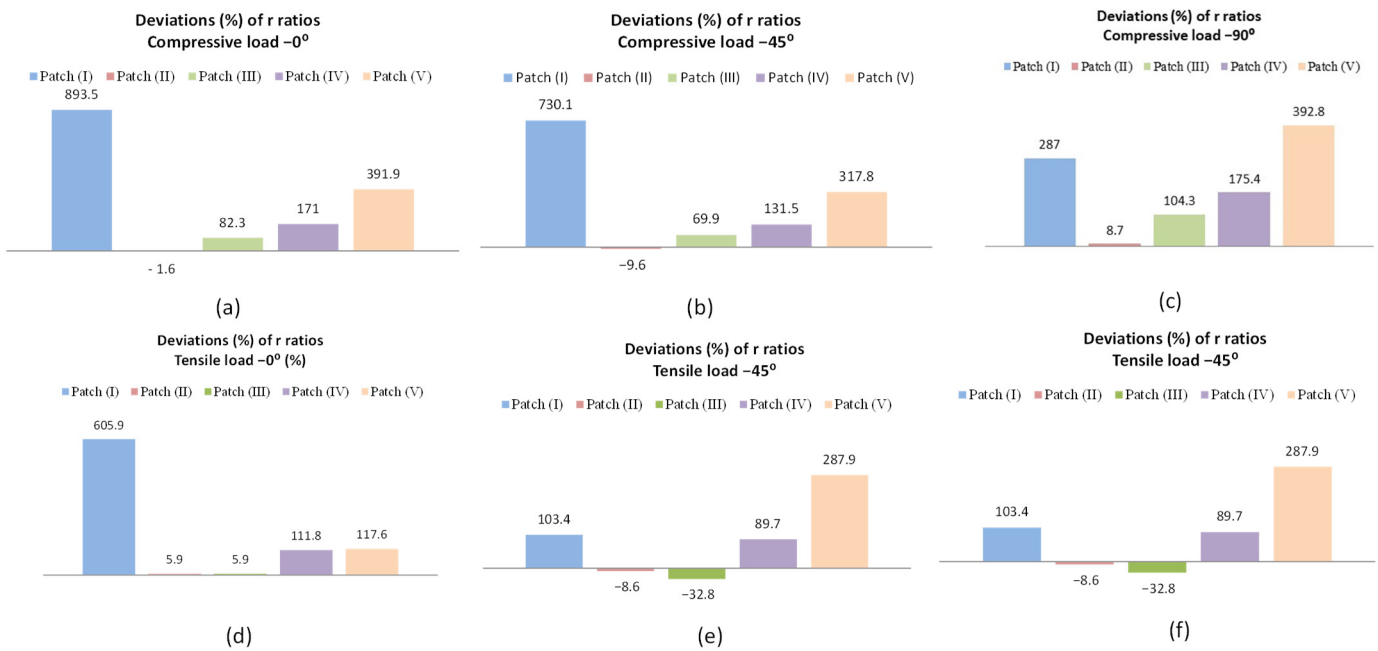 Deviations (%) of r ratios
Compressive load −0⁰
Patch (I) Patch (II) Patch (III) Patch (IV) Patch (V)
893.5
- 1.6
82.3
171
391.9
(a)
Deviations (%) of r ratios
Compressive load −45⁰
Patch (I) Patch (II) Patch (III) Patch (IV) Patch (V)
730.1
−9.6
69.9
131.5
317.8
(b)
Deviations (%) of r ratios
Compressive load −90⁰
Patch (I) Patch (II) Patch (III) Patch (IV) Patch (V)
287
8.7
104.3
175.4
392.8
(c)
Deviations (%) of r ratios
Tensile load −0⁰ (%)
Patch (I) Patch (II) Patch (III) Patch (IV) Patch (V)
605.9
5.9
5.9
111.8
117.6
(d)
Deviations (%) of r ratios
Tensile load −45⁰
Patch (I) Patch (II) Patch (III) Patch (IV) Patch (V)
103.4
−8.6
−32.8
89.7
287.9
(e)
Deviations (%) of r ratios
Tensile load −45⁰
Patch (I) Patch (II) Patch (III) Patch (IV) Patch (V)
103.4
−8.6
−32.8
89.7
287.9
(f)